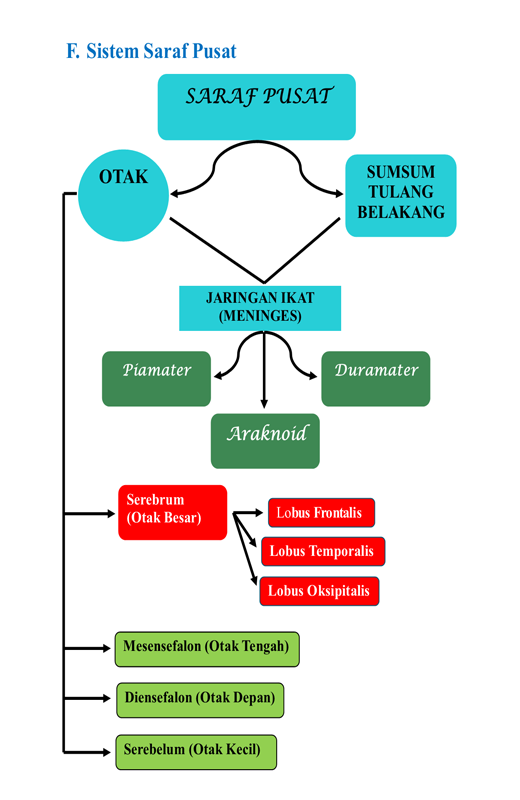 F. Sistem Saraf Pusat
SARAF PUSAT
OTAK
SUMSUM
TULANG
BELAKANG
JARINGAN IKAT
(MENINGES)
Piamater
Duramater
Araknoid
Serebrum
(Otak Besar)
Lobus Frontalis
Lobus Temporalis
Lobus Oksipitalis
Mesensefalon (Otak Tengah)
Diensefalon (Otak Depan)
Serebelum (Otak Kecil)